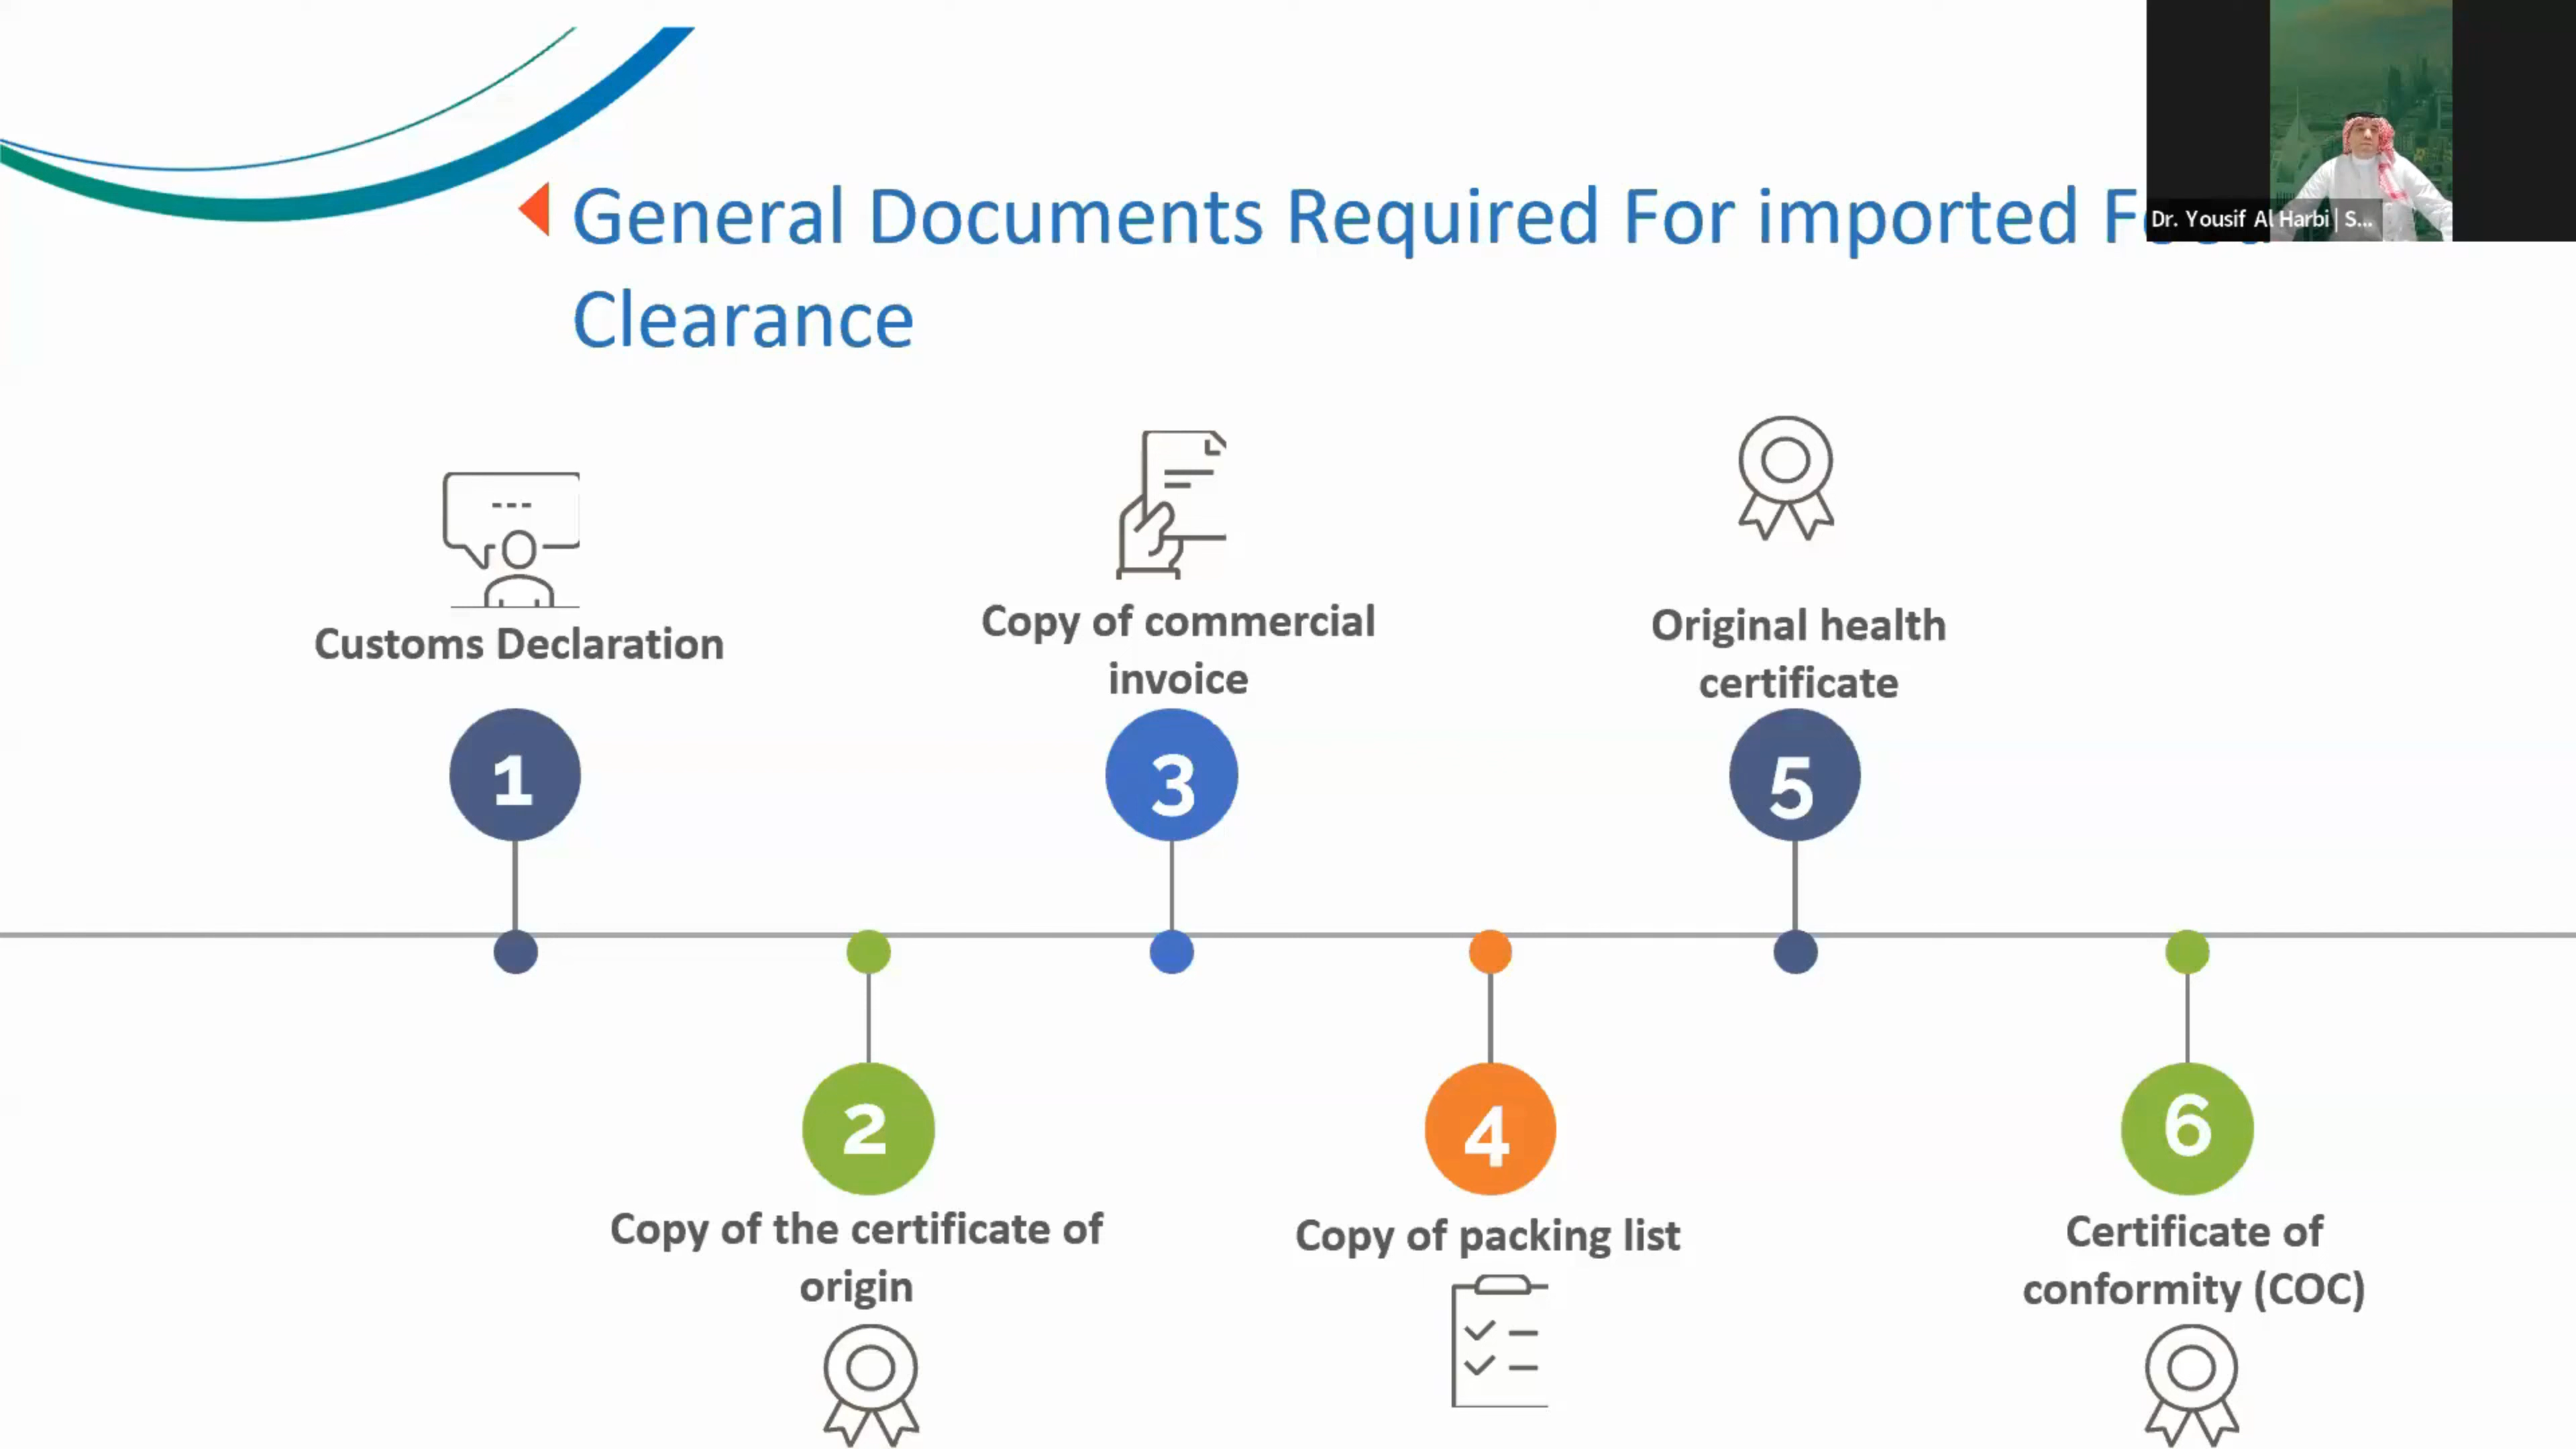 General Documents Required For imported
Clearance
Dr. Yousif Al Harbi | S...
Customs Declaration
1
Copy of the certificate of
origin
2
Copy of commercial
invoice
3
Copy of packing list
4
Original health
certificate
5
Certificate of
conformity (COC)
6